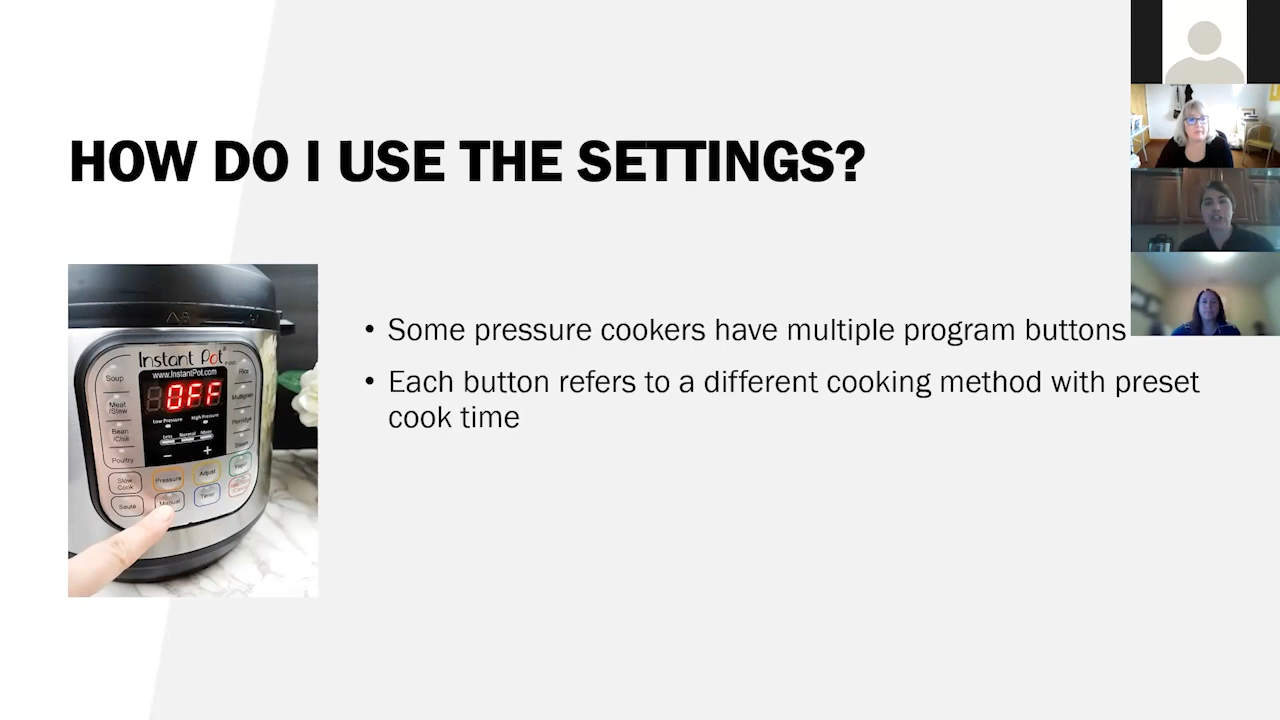 HOW DO I USE THE SETTINGS?
Instant Pot
www.InstantPot.com
OFF
Low Pressure High Pressure
Less Normal More
Soup
Meat
/Stew
Bean
/Chili
Poultry
Slow
Cook
Saute
Pressure
Manual
Adjust
Timer
Rice
Multigrain
Porridge
Steam
• Some pressure cookers have multiple program buttons
• Each button refers to a different cooking method with preset
cook time